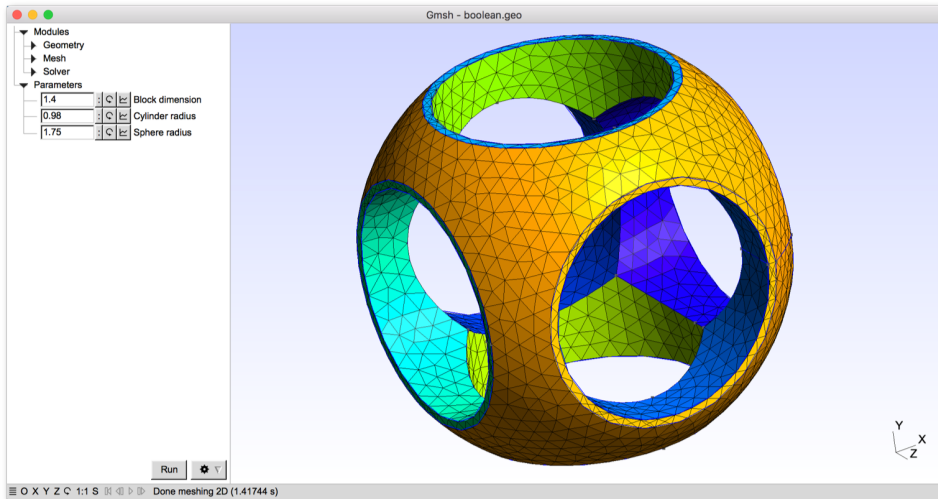 Gmsh - boolean.geo
Modules
Geometry
Mesh
Solver
Parameters
1.4 Block dimension
0.98 Cylinder radius
1.75 Sphere radius
Y
X
Z
Run
O X Y Z 1:1 S Done meshing 2D (1.41744 s)